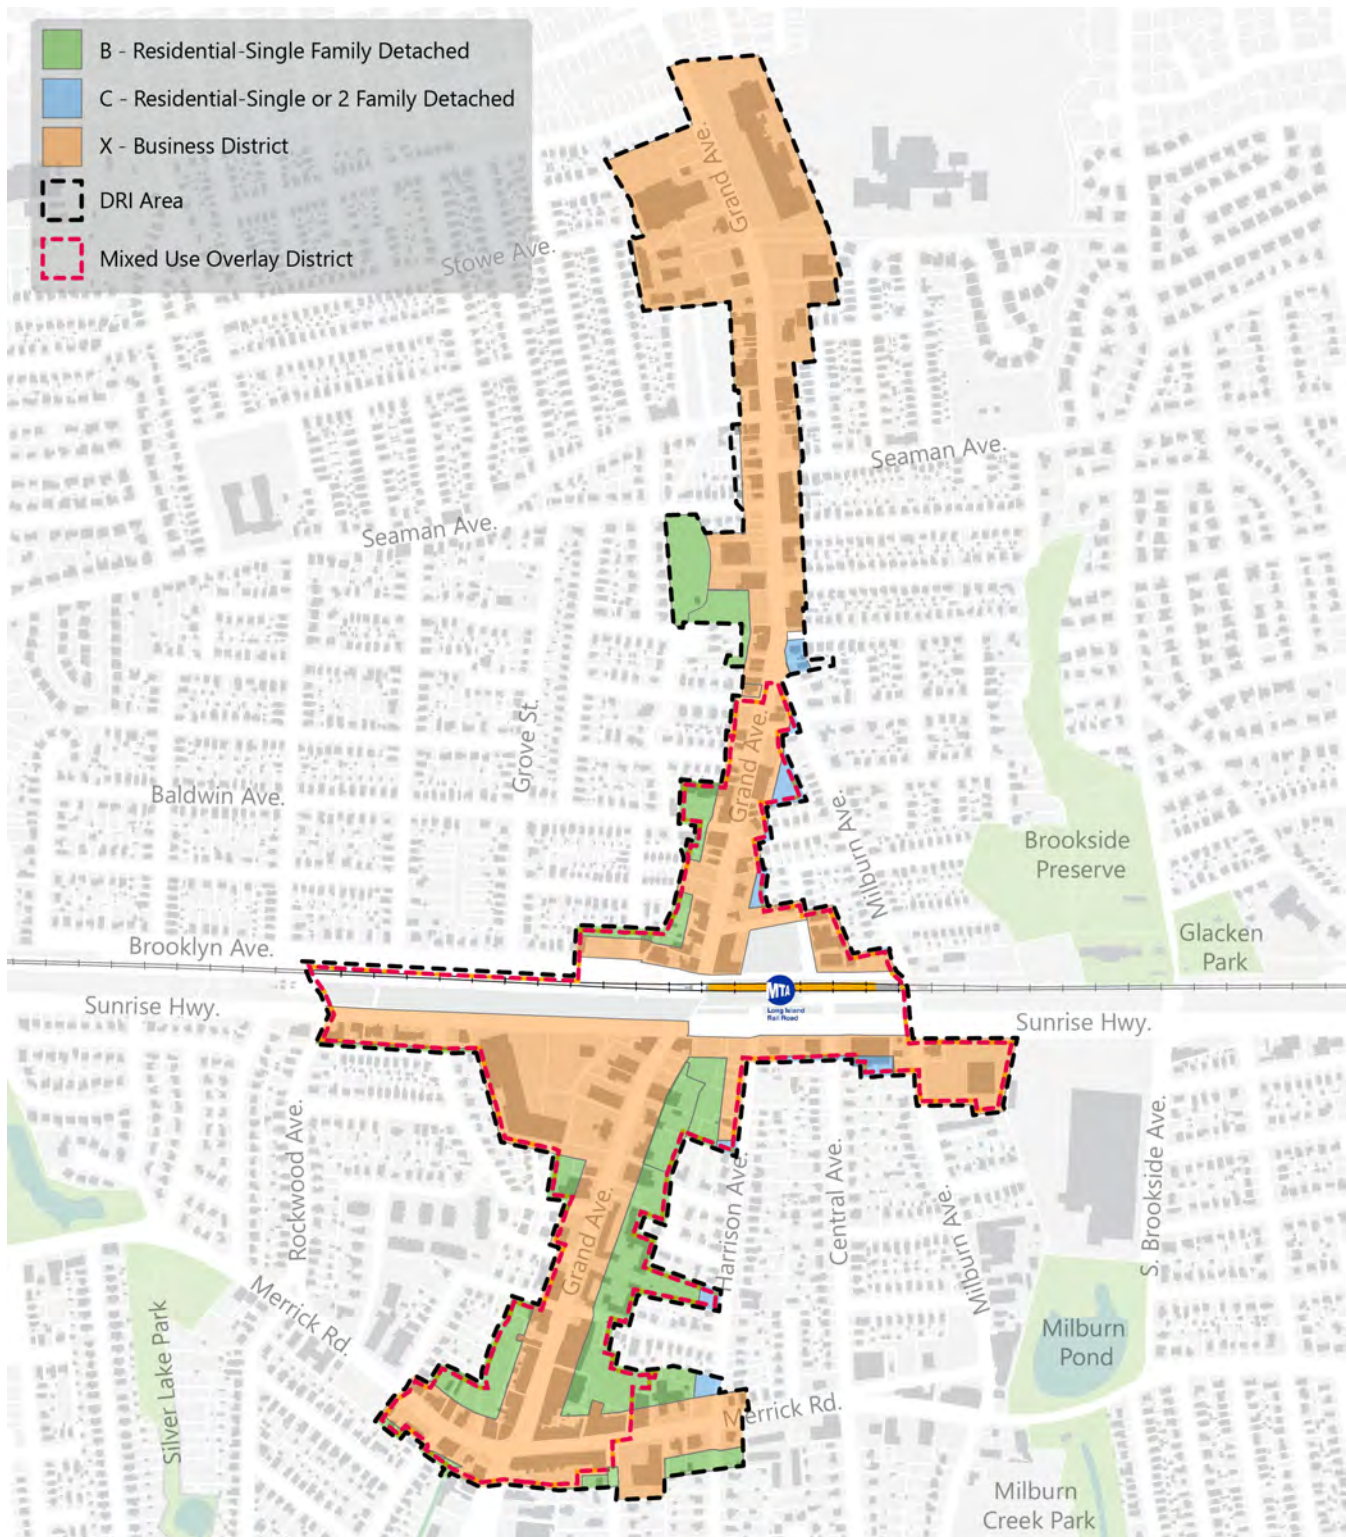 B - Residential-Single Family Detached
C - Residential-Single or 2 Family Detached
X - Business District
DRI Area
Mixed Use Overlay District
Grand Ave.
Stowe Ave.
Seaman Ave.
Seaman Ave.
Grove St.
Grand Ave.
Baldwin Ave.
Milburn Ave.
Brookside
Preserve
Glacken
Park
Brooklyn Ave.
MTA
Long Island
Rail Road
Sunrise Hwy.
Sunrise Hwy.
Rockwood Ave.
Grand Ave.
Harrison Ave.
Central Ave.
Milburn Ave.
S. Brookside Ave.
Merrick Rd.
Silver Lake Park
Milburn
Pond
Merrick Rd.
Milburn
Creek Park